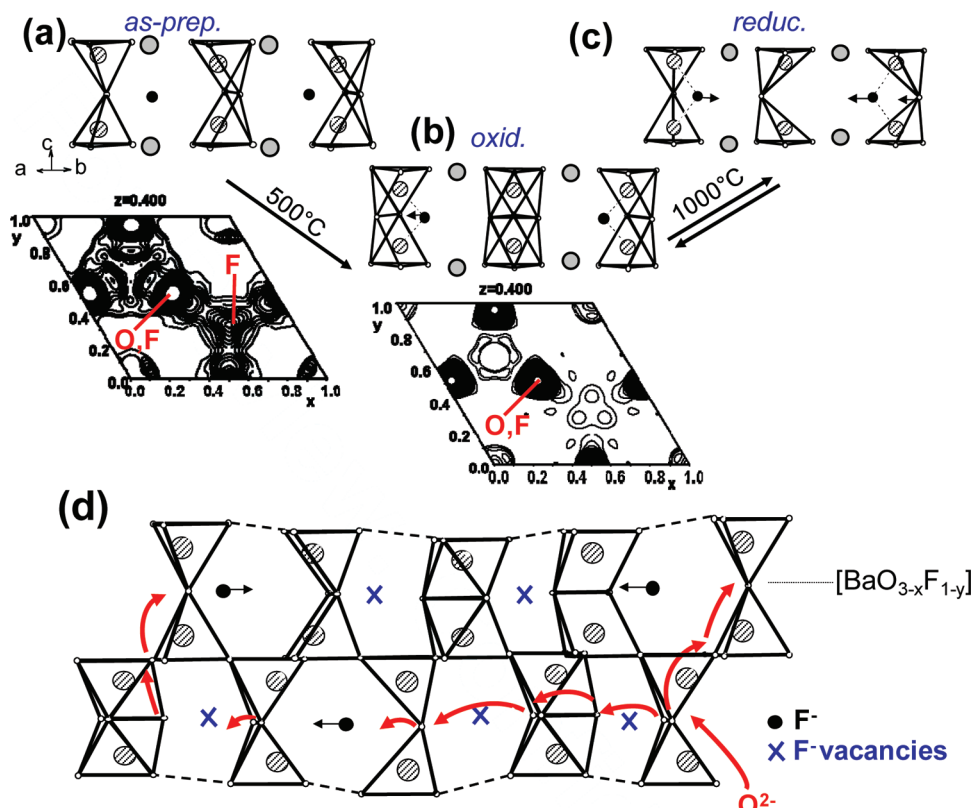 (a) as-prep.
(c) reduc.
(b) oxid.
c
a b
500°C
1000°C
z=0.400
1.0
y
0.8
0.6
0.4
0.2
0.0
0.0 0.2 0.4 0.6 0.8 1.0
x
F
O,F
z=0.400
1.0
y
0.8
0.6
0.4
0.2
0.0
0.0 0.2 0.4 0.6 0.8 1.0
x
O,F
(d)
[BaO3-xF1-y]
F-
F- vacancies
O2-